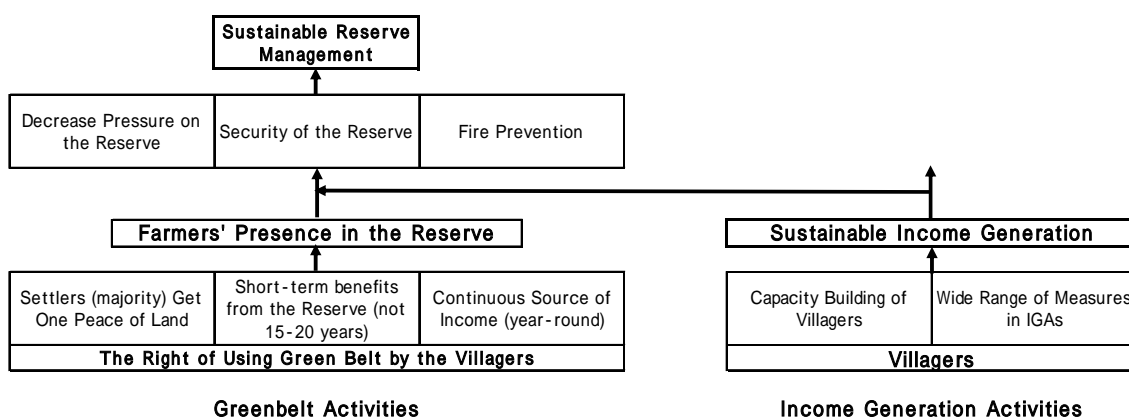 Sustainable Reserve
Management
Decrease Pressure on
the Reserve
Security of the Reserve
Fire Prevention
Farmers' Presence in the Reserve
Sustainable Income Generation
Settlers (majority) Get
One Peace of Land
Short-term benefits
from the Reserve (not
15-20 years)
Continuous Source of
Income (year-round)
Capacity Building of
Villagers
Wide Range of Measures
in IGAs
The Right of Using Green Belt by the Villagers
Villagers
Greenbelt Activities
Income Generation Activities